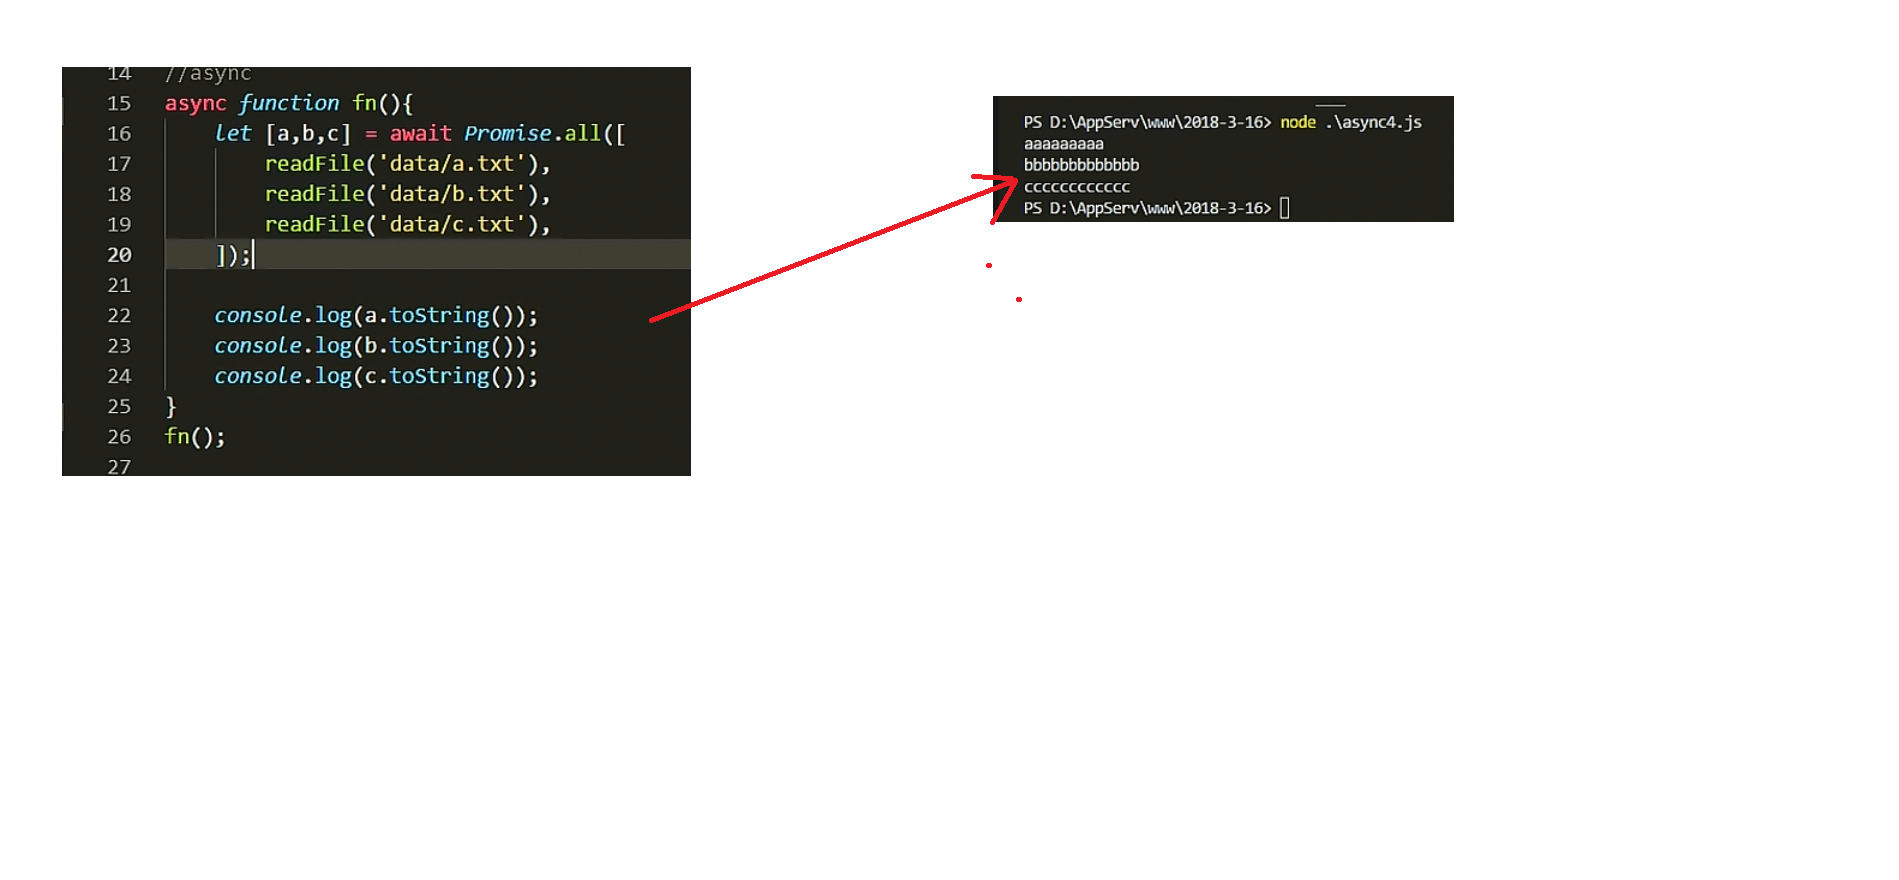 14 //async
15 async function fn(){
16 let [a,b,c] = await Promise.all([
17 readFile('data/a.txt'),
18 readFile('data/b.txt'),
19 readFile('data/c.txt'),
20 ]);
21
22 console.log(a.toString());
23 console.log(b.toString());
24 console.log(c.toString());
25 }
26 fn();
27
PS D:\AppServ\www\2018-3-16> node .\async4.js
aaaaaaaaa
bbbbbbbbbbbbb
cccccccccccc
PS D:\AppServ\www\2018-3-16>